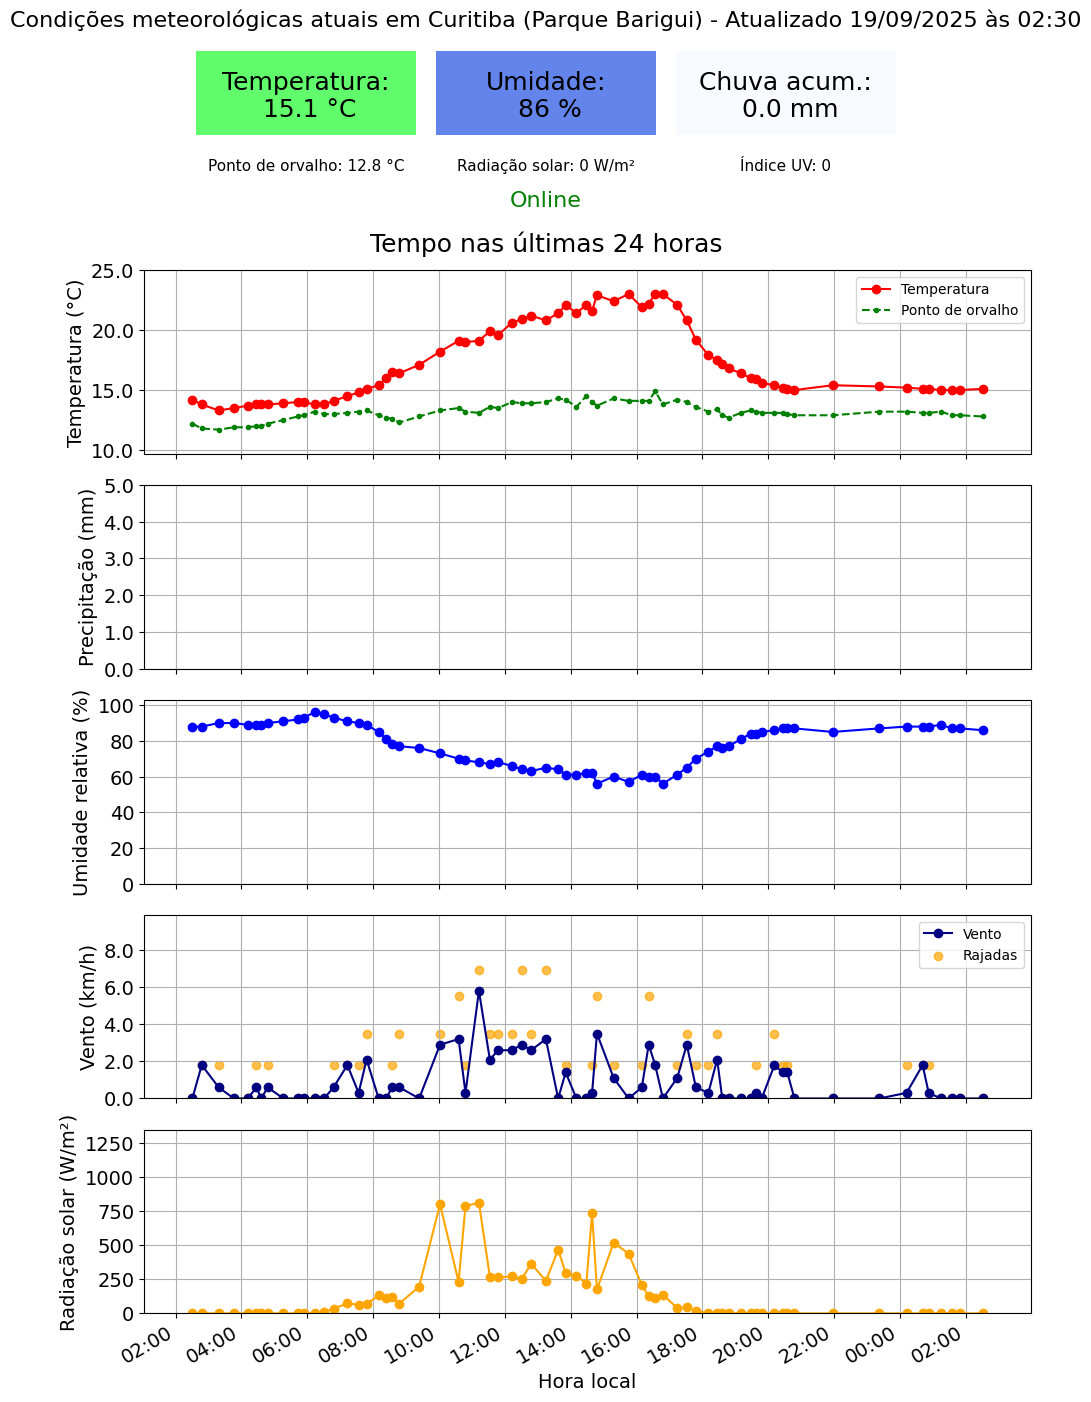 Condições meteorológicas atuais em Curitiba (Parque Barigui) - Atualizado 19/09/2025 às 02:30
Temperatura:
15.1 °C
Umidade:
86 %
Chuva acum.:
0.0 mm
Ponto de orvalho: 12.8 °C
Radiação solar: 0 W/m²
Índice UV: 0
Online
Tempo nas últimas 24 horas
Temperatura (°C)
25.0
20.0
15.0
10.0
Temperatura
Ponto de orvalho
Precipitação (mm)
5.0
4.0
3.0
2.0
1.0
0.0
Umidade relativa (%)
100
80
60
40
20
0
Vento (km/h)
8.0
6.0
4.0
2.0
0.0
Vento
Rajadas
Radiação solar (W/m²)
1250
1000
750
500
250
0
02:00
04:00
06:00
08:00
10:00
12:00
14:00
16:00
18:00
20:00
22:00
00:00
02:00
Hora local